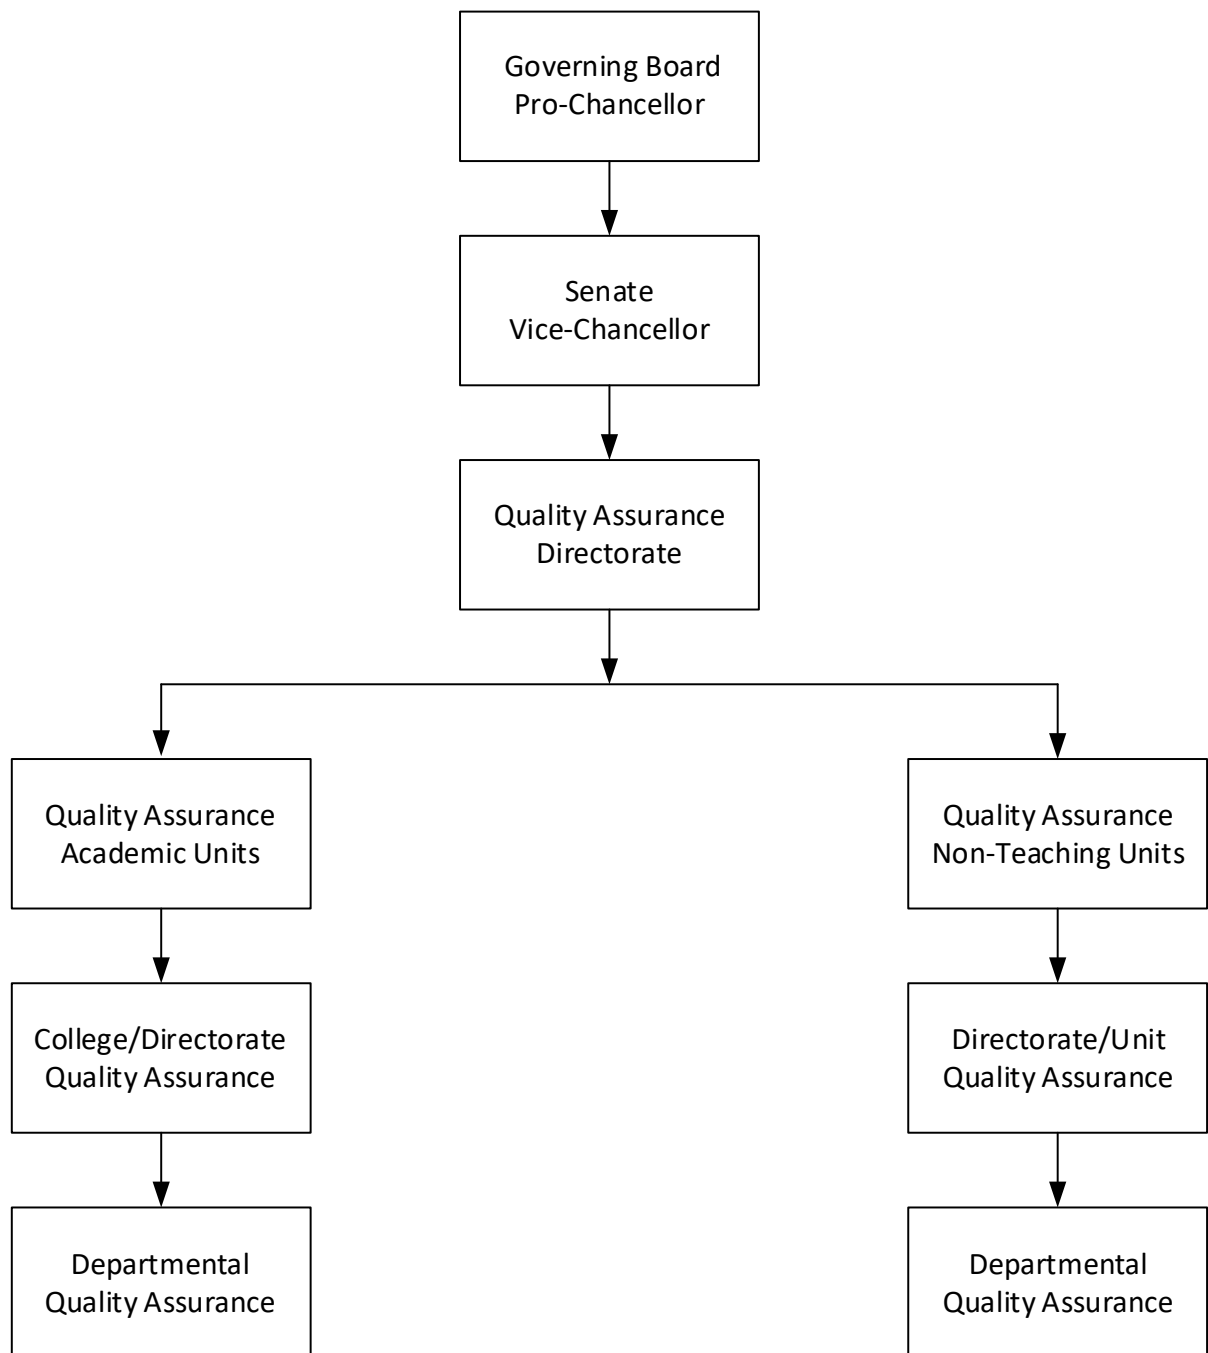 Governing Board
Pro-Chancellor
Senate
Vice-Chancellor
Quality Assurance
Directorate
Quality Assurance
Academic Units
Quality Assurance
Non-Teaching Units
College/Directorate
Quality Assurance
Directorate/Unit
Quality Assurance
Departmental
Quality Assurance
Departmental
Quality Assurance